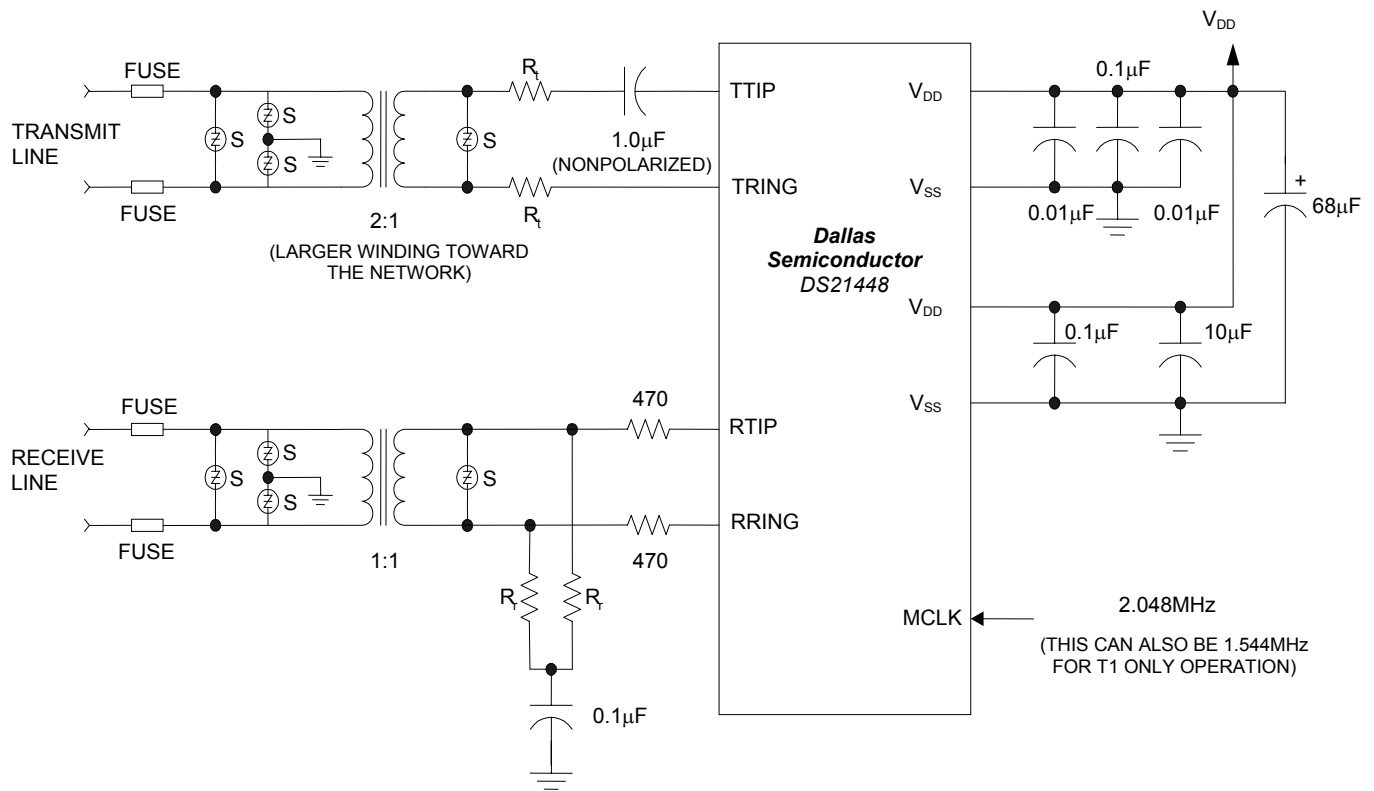 V_DD
FUSE
TRANSMIT
LINE
FUSE
S
S
S
2:1
(LARGER WINDING TOWARD
THE NETWORK)
S
R_t
R_t
1.0µF
(NONPOLARIZED)
TTIP
TRING
Dallas
Semiconductor
DS21448
V_DD
V_SS
0.1µF
0.01µF
0.01µF
+
68µF
V_DD
V_SS
0.1µF
10µF
FUSE
RECEIVE
LINE
FUSE
S
S
S
1:1
S
470
470
RTIP
RRING
R_r
R_r
0.1µF
MCLK
2.048MHz
(THIS CAN ALSO BE 1.544MHz
FOR T1 ONLY OPERATION)